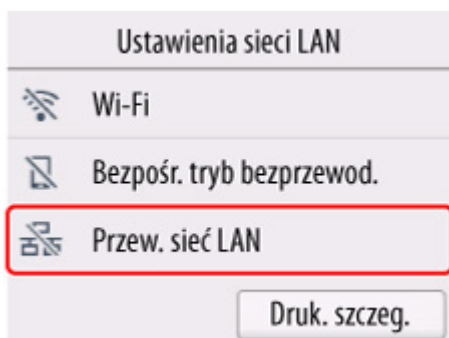 Ustawienia sieci LAN
Wi-Fi
Bezpośr. tryb bezprzewod.
Przew. sieć LAN
Druk. szczeg.